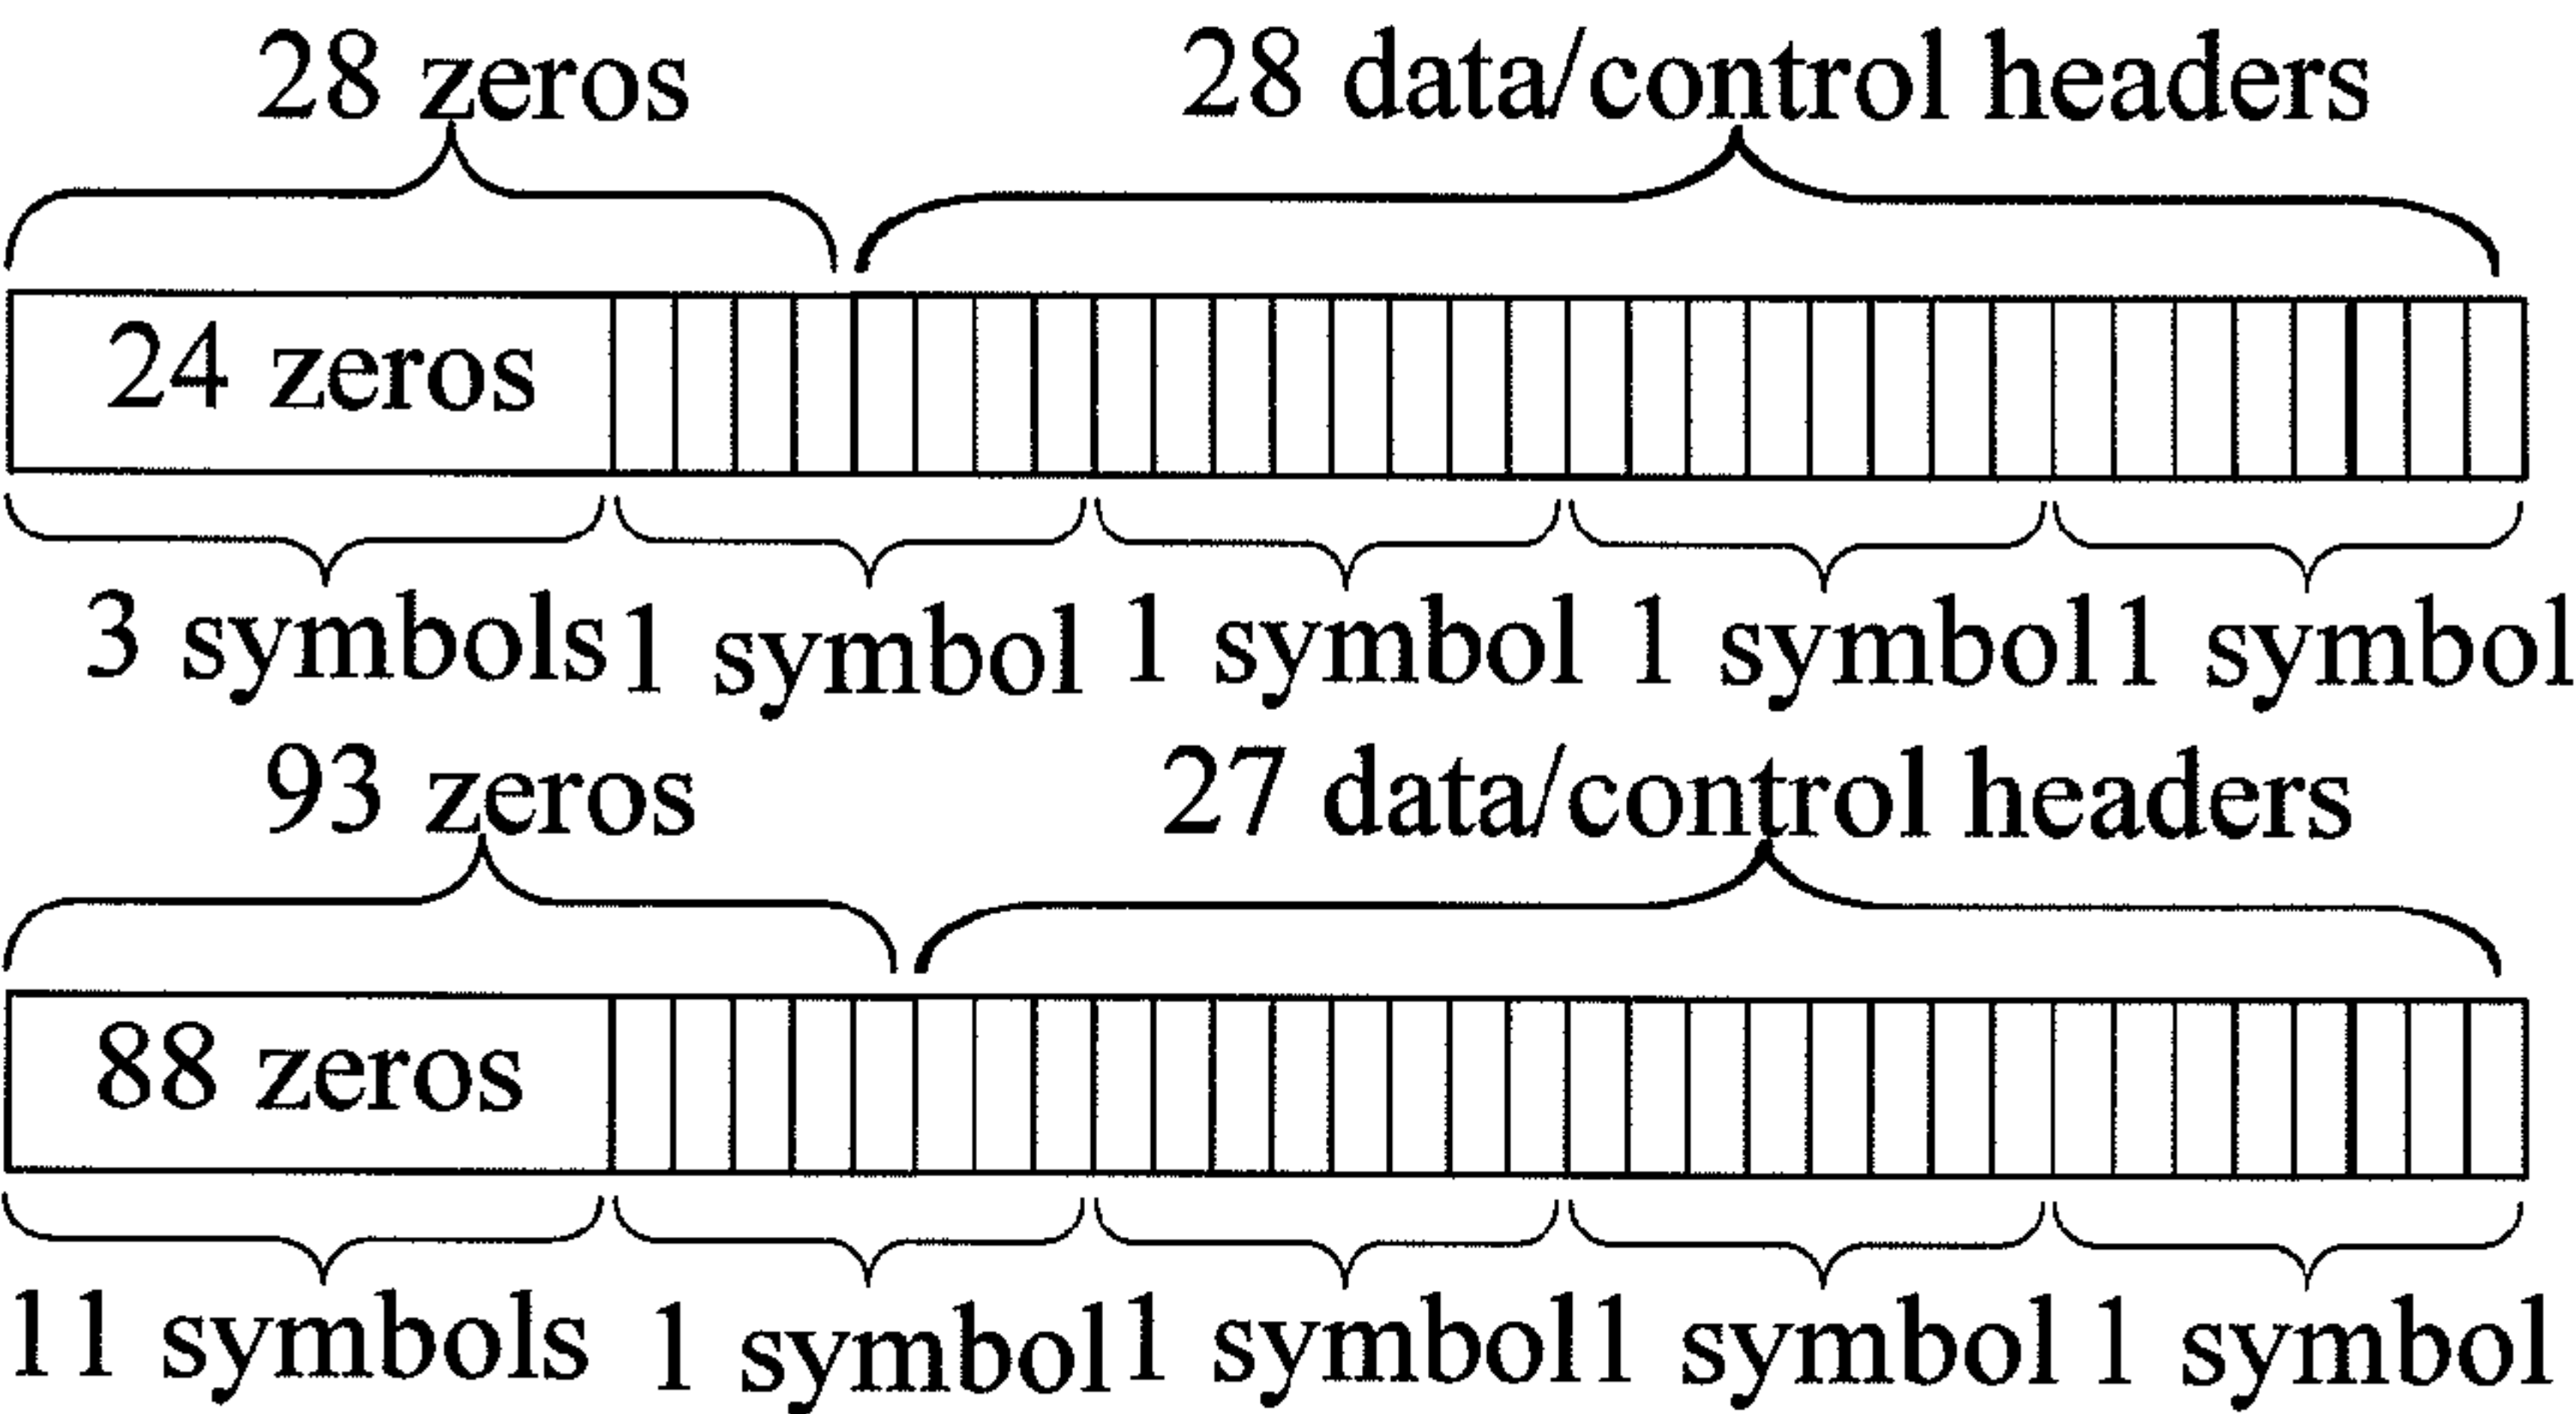 28 zeros 28 data/control headers
24 zeros
3 symbols 1 symbol 1 symbol 1 symbol 1 symbol
93 zeros 27 data/control headers
88 zeros
11 symbols 1 symbol 1 symbol 1 symbol 1 symbol